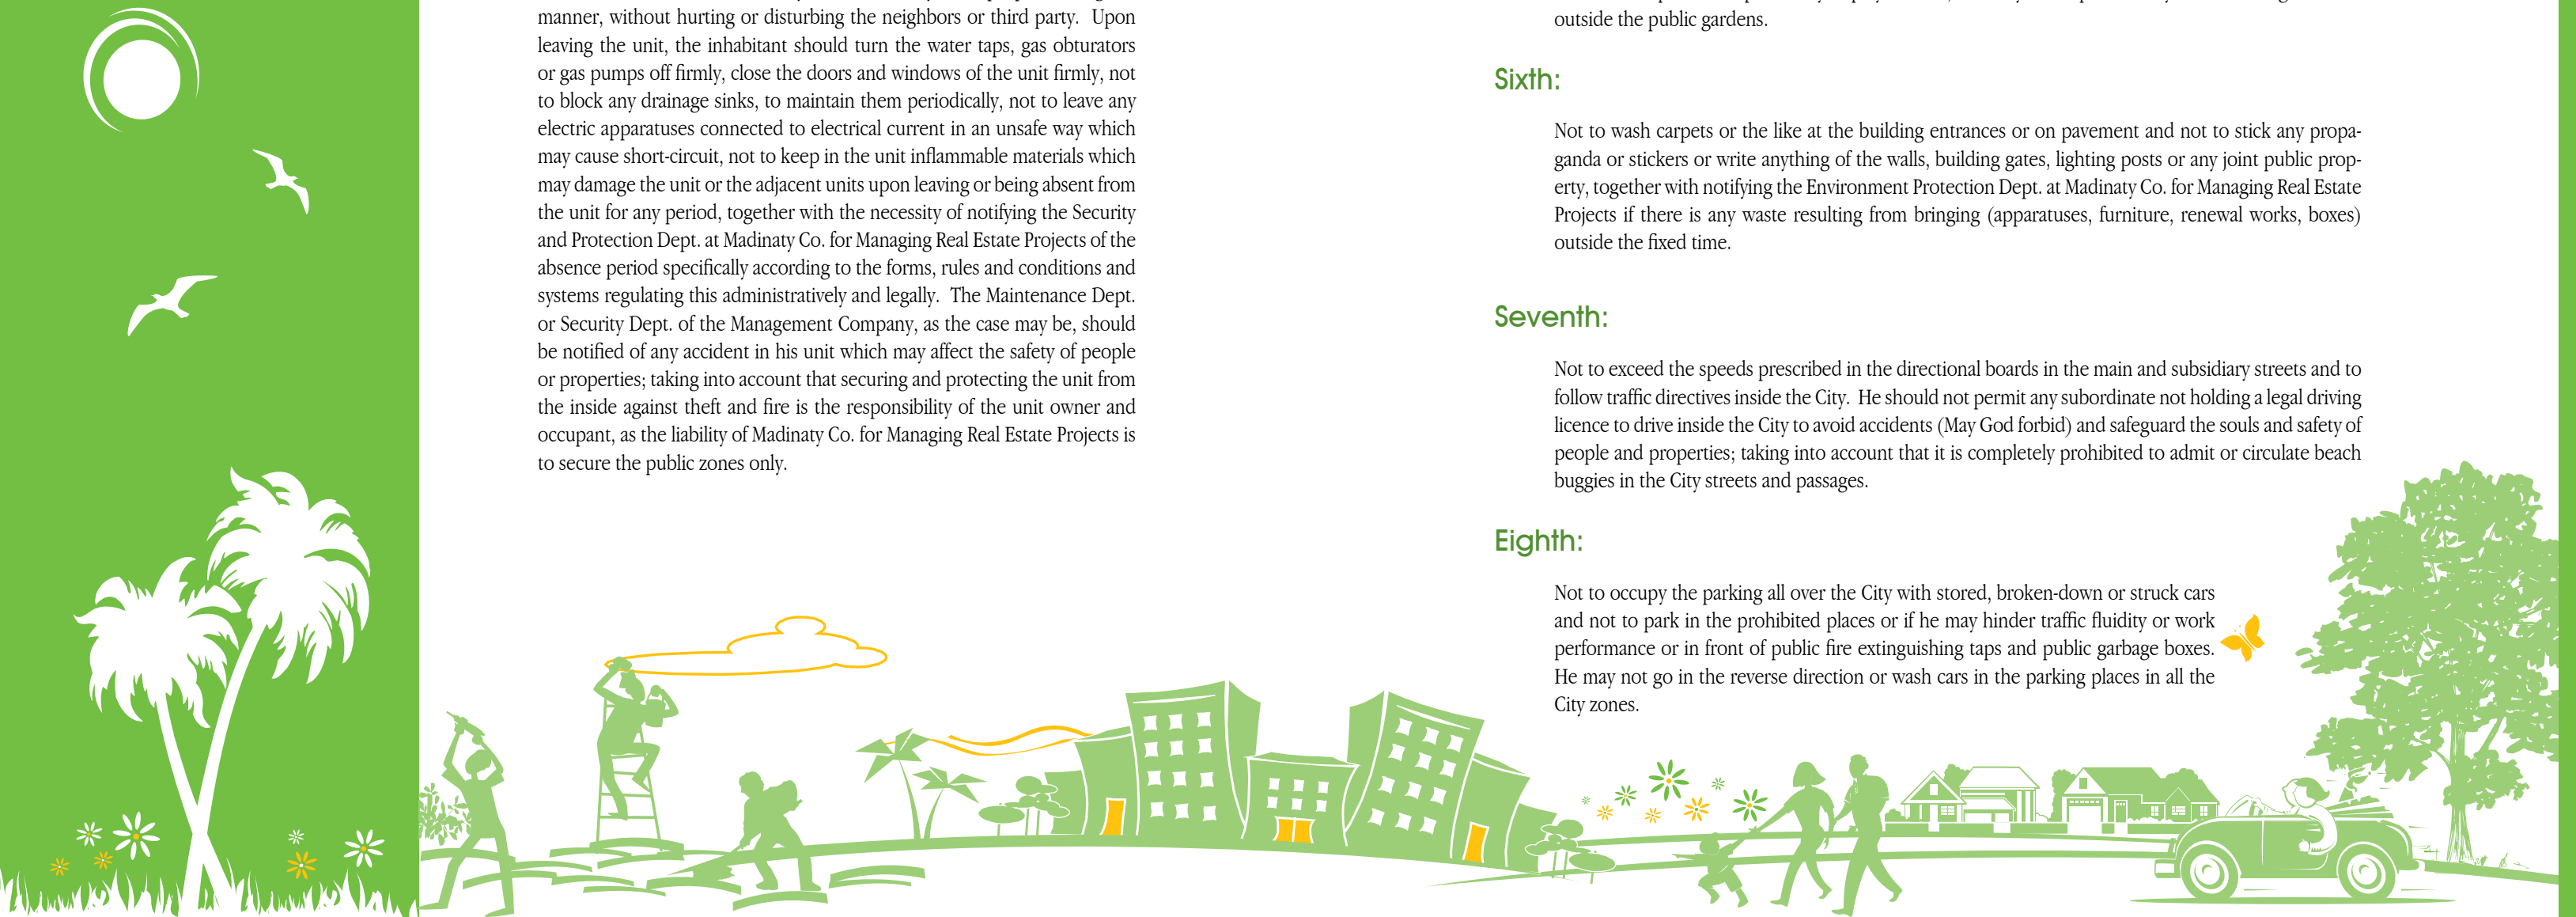 manner, without hurting or disturbing the neighbors or third party.  Upon
leaving the unit, the inhabitant should turn the water taps, gas obturators
or gas pumps off firmly, close the doors and windows of the unit firmly, not
to block any drainage sinks, to maintain them periodically, not to leave any
electric apparatuses connected to electrical current in an unsafe way which
may cause short-circuit, not to keep in the unit inflammable materials which
may damage the unit or the adjacent units upon leaving or being absent from
the unit for any period, together with the necessity of notifying the Security
and Protection Dept. at Madinaty Co. for Managing Real Estate Projects of the
absence period specifically according to the forms, rules and conditions and
systems regulating this administratively and legally.  The Maintenance Dept.
or Security Dept. of the Management Company, as the case may be, should
be notified of any accident in his unit which may affect the safety of people
or properties; taking into account that securing and protecting the unit from
the inside against theft and fire is the responsibility of the unit owner and
occupant, as the liability of Madinaty Co. for Managing Real Estate Projects is
to secure the public zones only.
outside the public gardens.
Sixth:
Not to wash carpets or the like at the building entrances or on pavement and not to stick any propa-
ganda or stickers or write anything of the walls, building gates, lighting posts or any joint public prop-
erty, together with notifying the Environment Protection Dept. at Madinaty Co. for Managing Real Estate
Projects if there is any waste resulting from bringing (apparatuses, furniture, renewal works, boxes)
outside the fixed time.
Seventh:
Not to exceed the speeds prescribed in the directional boards in the main and subsidiary streets and to
follow traffic directives inside the City.  He should not permit any subordinate not holding a legal driving
licence to drive inside the City to avoid accidents (May God forbid) and safeguard the souls and safety of
people and properties; taking into account that it is completely prohibited to admit or circulate beach
buggies in the City streets and passages.
Eighth:
Not to occupy the parking all over the City with stored, broken-down or struck cars
and not to park in the prohibited places or if he may hinder traffic fluidity or work
performance or in front of public fire extinguishing taps and public garbage boxes.
He may not go in the reverse direction or wash cars in the parking places in all the
City zones.